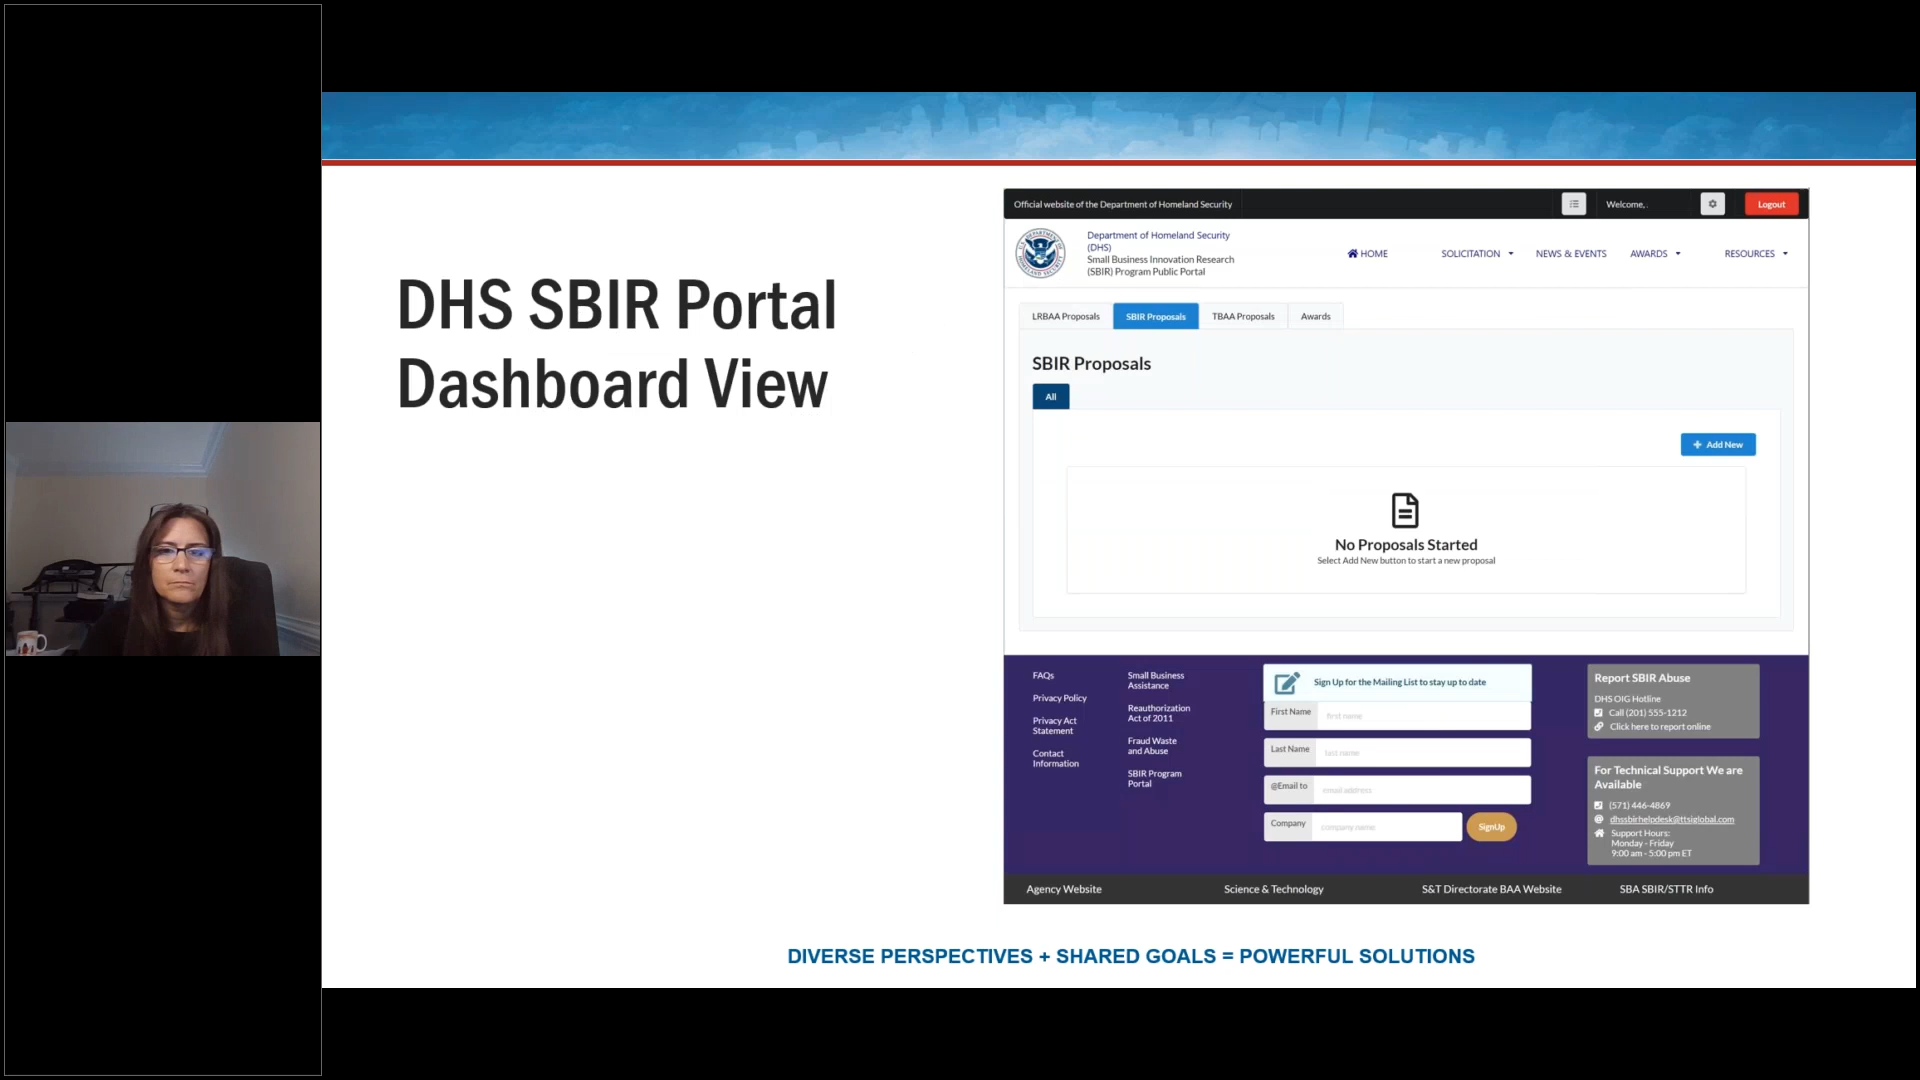 DHS SBIR Portal
Dashboard View
Official website of the Department of Homeland Security
Welcome, .
Logout
Department of Homeland Security
(DHS)
Small Business Innovation Research
(SBIR) Program Public Portal
HOME
SOLICITATION
NEWS & EVENTS
AWARDS
RESOURCES
LRBAA Proposals
SBIR Proposals
TBAA Proposals
Awards
SBIR Proposals
All
+ Add New
No Proposals Started
Select Add New button to start a new proposal
FAQs
Privacy Policy
Privacy Act
Statement
Contact
Information
Small Business
Assistance
Reauthorization
Act of 2011
Fraud Waste
and Abuse
SBIR Program
Portal
Sign Up for the Mailing List to stay up to date
First Name
first name
Last Name
last name
@Email to
email address
Company
company name
SignUp
Report SBIR Abuse
DHS OIG Hotline
Call (201) 555-1212
Click here to report online
For Technical Support We are
Available
(571) 446-4869
dhssbirhelpdesk@ttsiglobal.com
Support Hours:
Monday - Friday
9:00 am - 5:00 pm ET
Agency Website
Science & Technology
S&T Directorate BAA Website
SBA SBIR/STTR Info
DIVERSE PERSPECTIVES + SHARED GOALS = POWERFUL SOLUTIONS